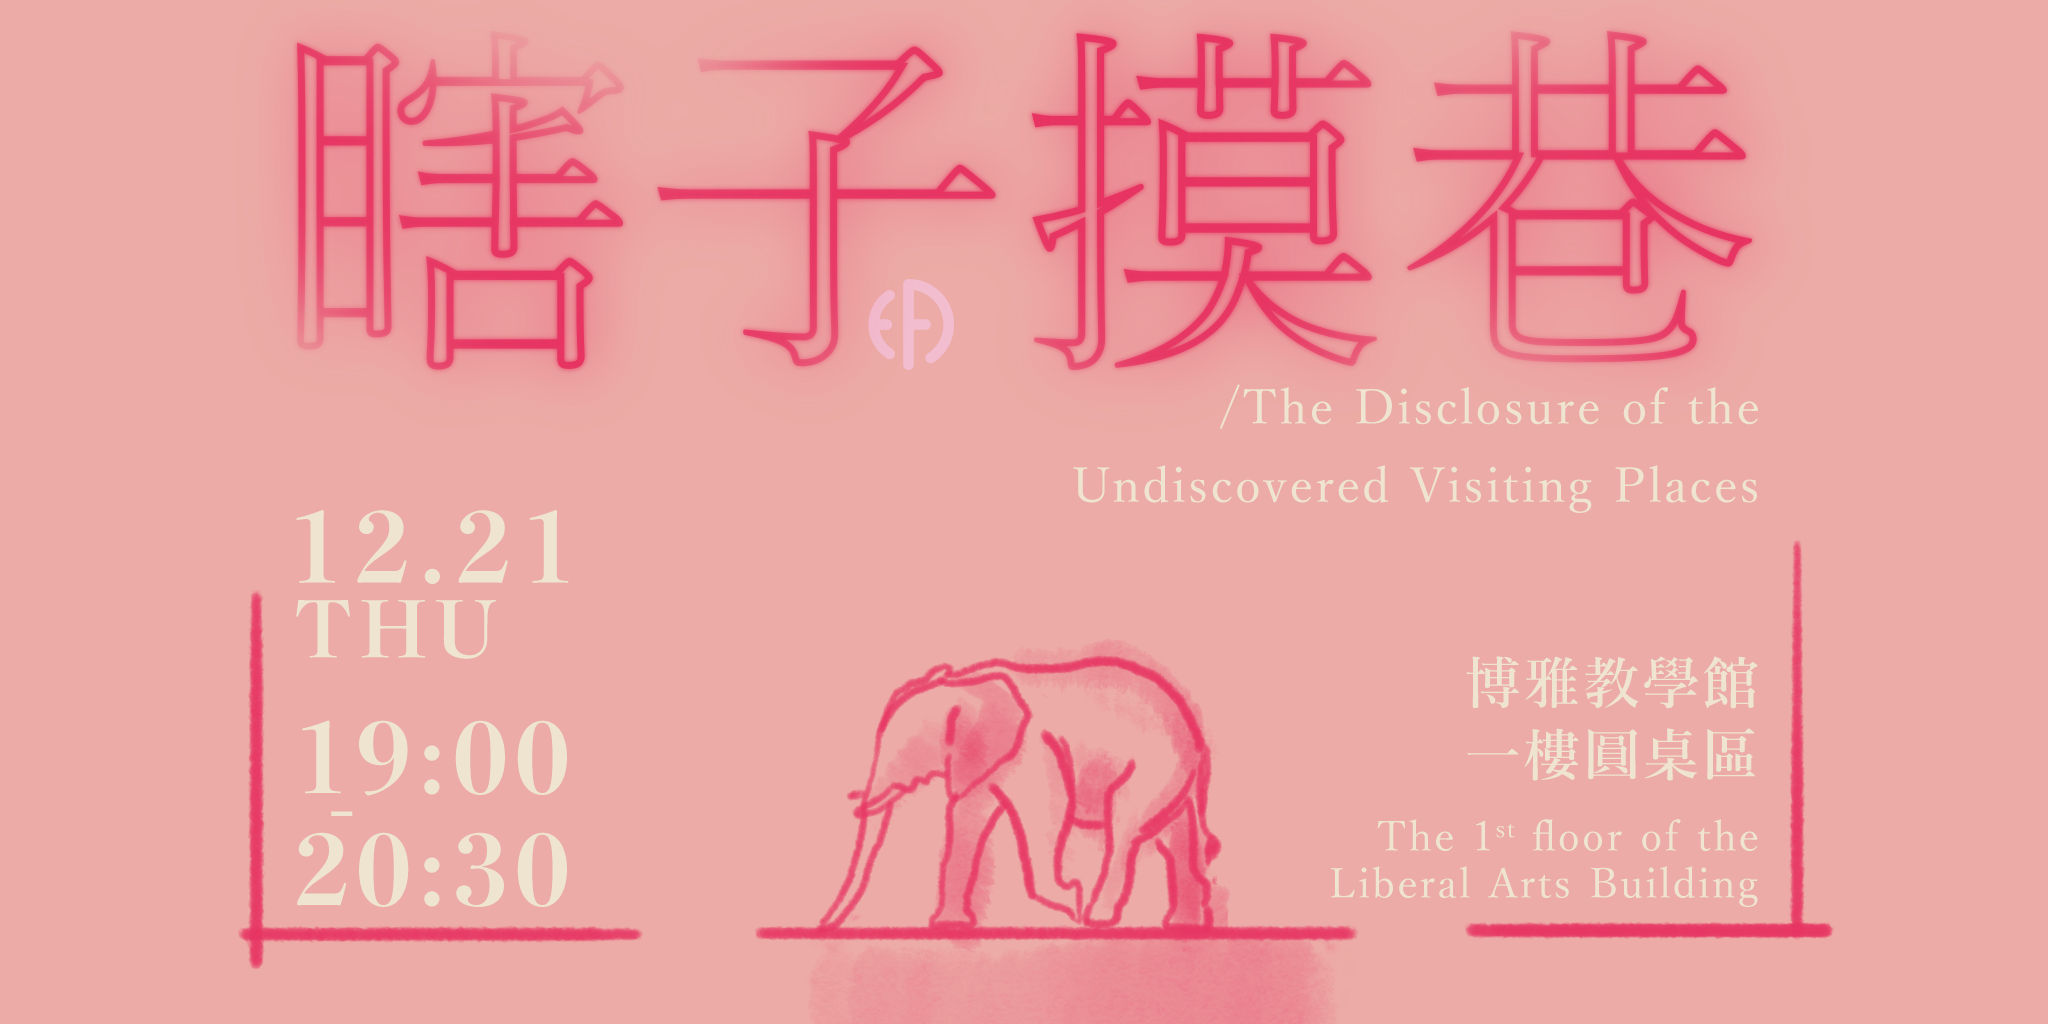 瞎子摸巷
/The Disclosure of the
Undiscovered Visiting Places
12.21
THU
19:00
-
20:30
博雅教學館
一樓圓桌區
The 1st floor of the
Liberal Arts Building